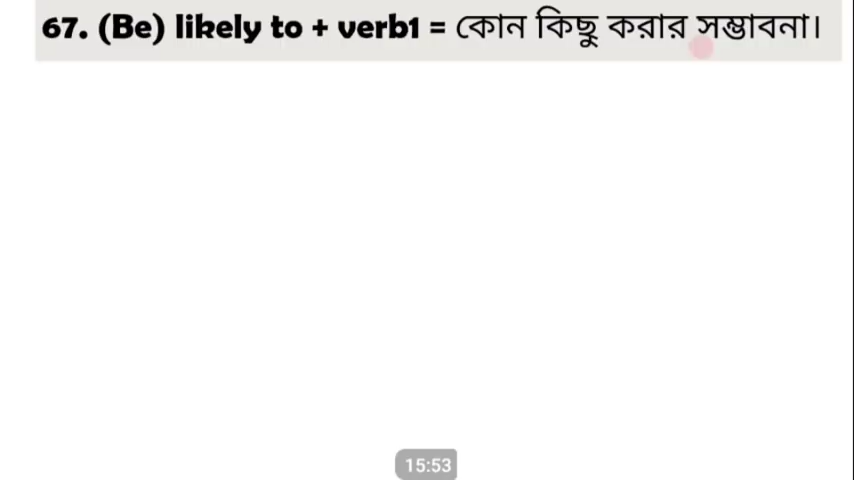 67. (Be) likely to + verb1 = কোন কিছু করার সম্ভাবনা।
15:53